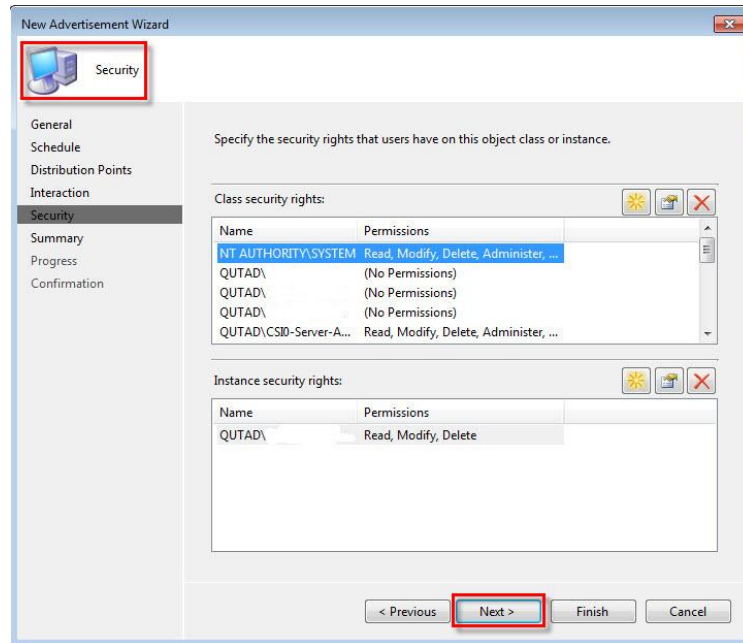 New Advertisement Wizard
Security
General
Schedule
Distribution Points
Interaction
Security
Summary
Progress
Confirmation
Specify the security rights that users have on this object class or instance.
Class security rights:
Name Permissions
NT AUTHORITY\SYSTEM Read, Modify, Delete, Administer, ...
QUTAD\ (No Permissions)
QUTAD\ (No Permissions)
QUTAD\ (No Permissions)
QUTAD\CSI0-Server-A... Read, Modify, Delete, Administer, ...
Instance security rights:
Name Permissions
QUTAD\ Read, Modify, Delete
< Previous Next > Finish Cancel